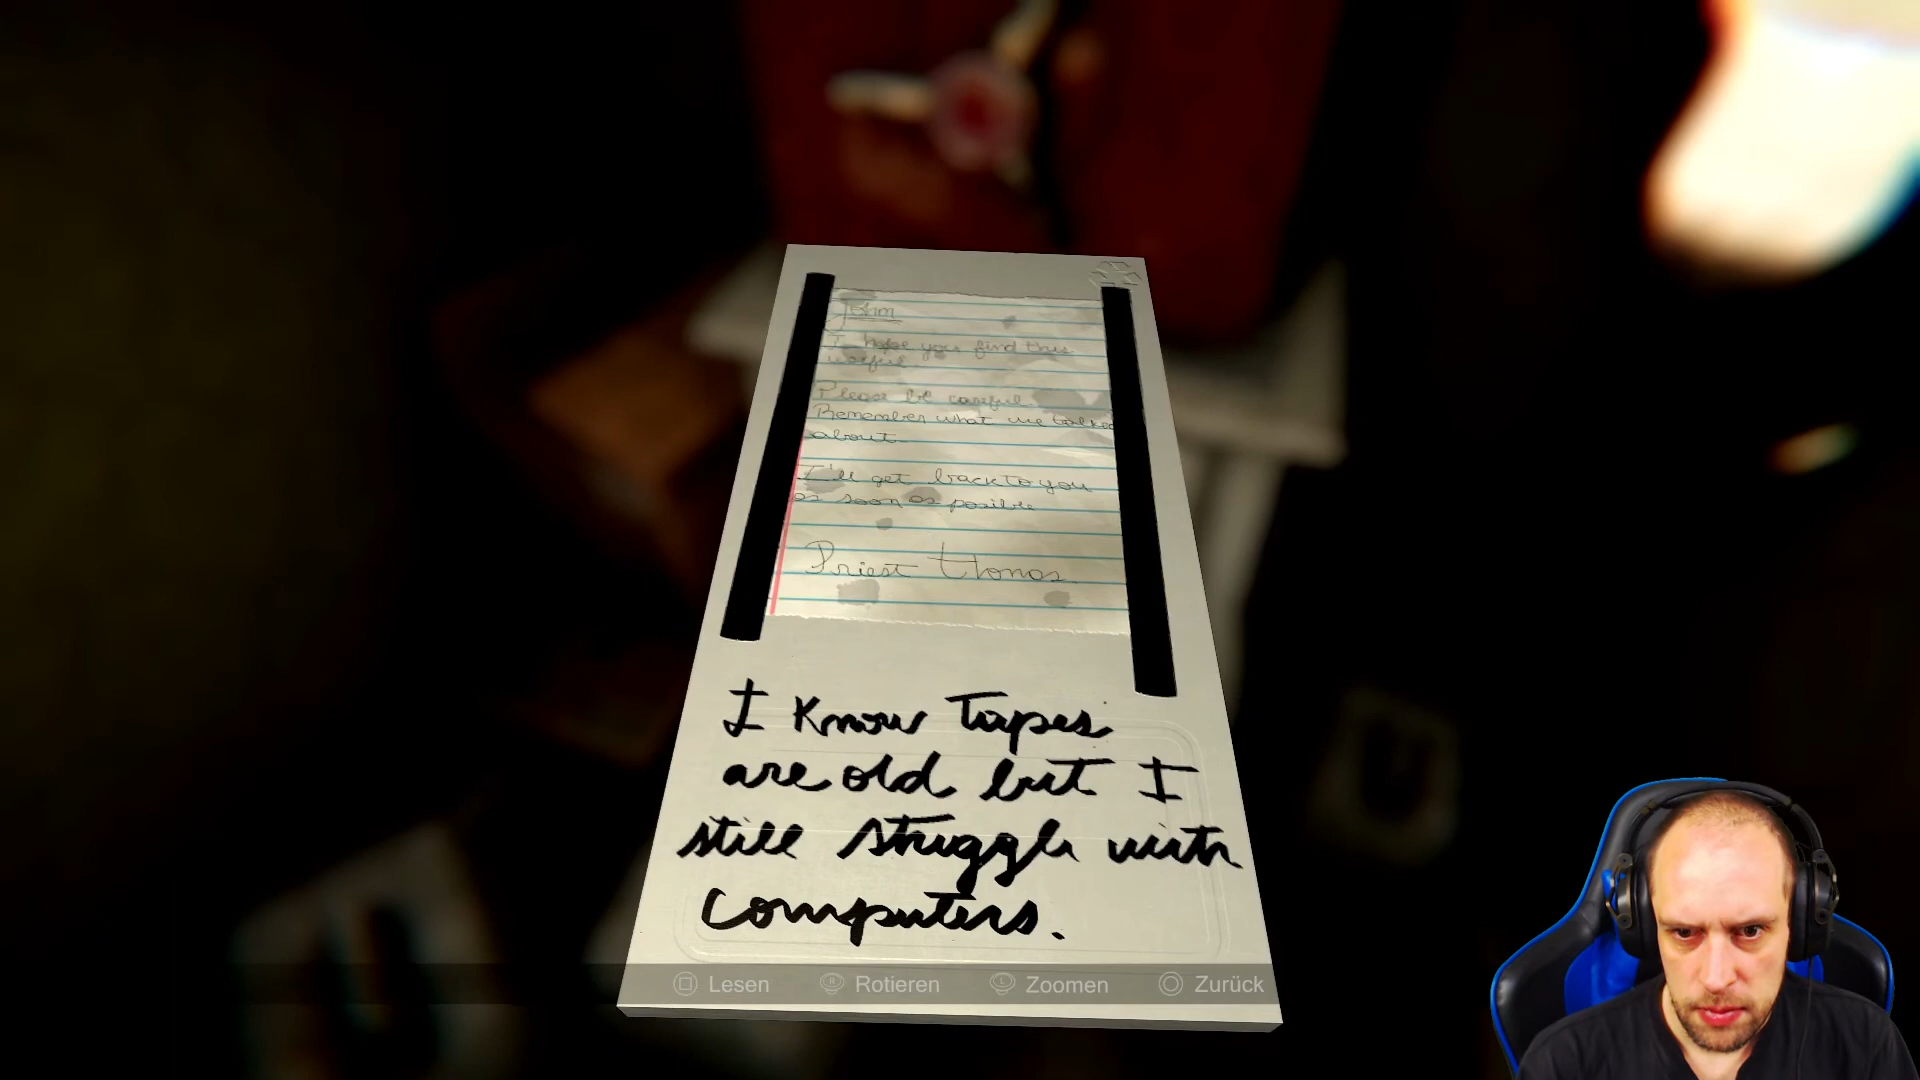 John
I hope you find this
useful.
Please be careful.
Remember what we talked
about.
I'll get back to you
as soon as posible
Priest Thomas.
I Know Tapes
are old but I
still struggle with
computers.
Lesen Rotieren Zoomen Zurück